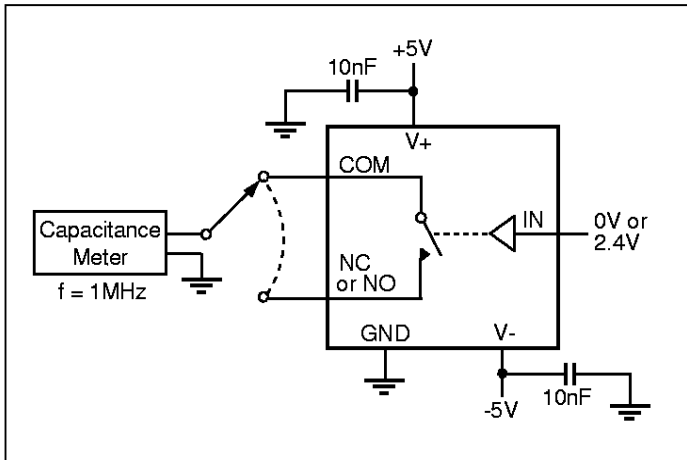 +5V
10nF
V+
COM
IN
0V or
2.4V
Capacitance
Meter
f = 1MHz
NC
or NO
GND
V-
-5V
10nF